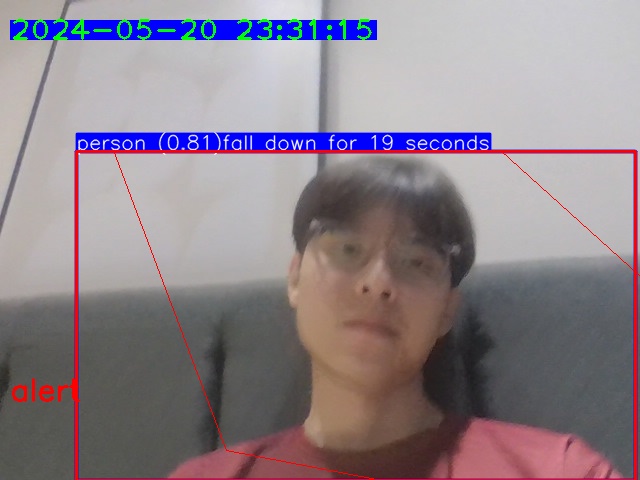 2024-05-20 23:31:15
person (0.81)fall down for 19 seconds
alert